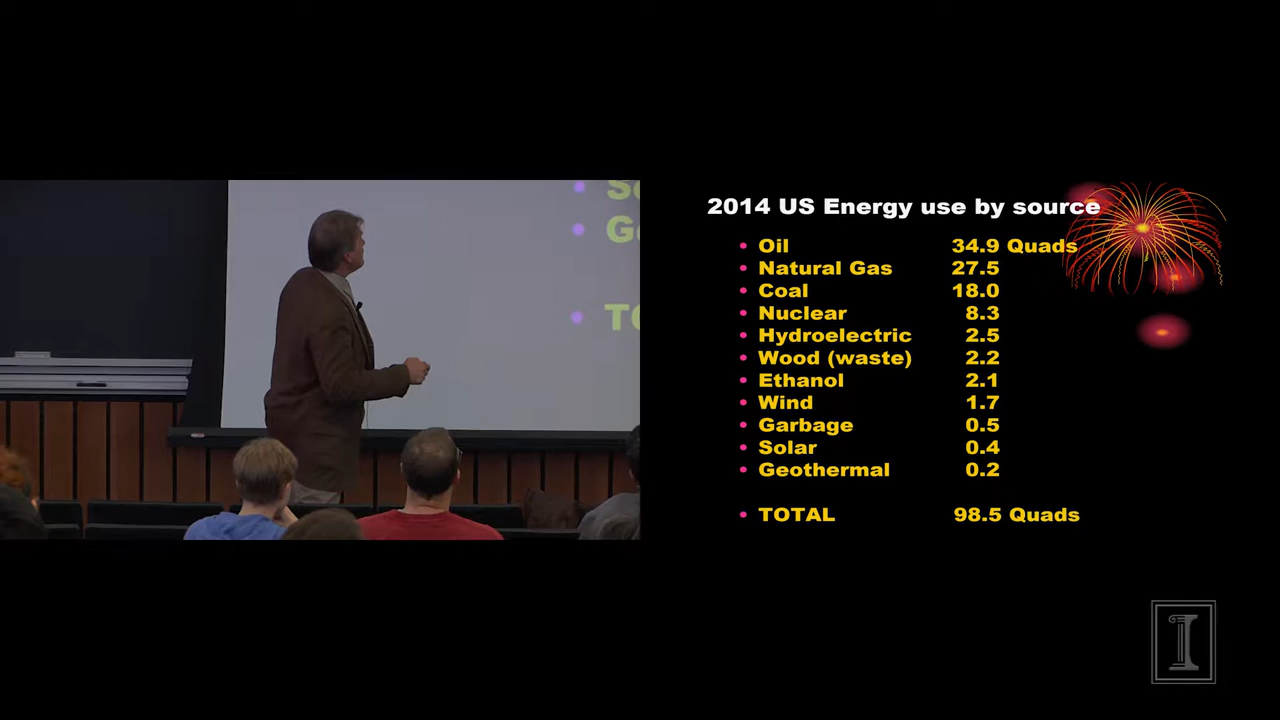 2014 US Energy use by source
• Oil 34.9 Quads
• Natural Gas 27.5
• Coal 18.0
• Nuclear 8.3
• Hydroelectric 2.5
• Wood (waste) 2.2
• Ethanol 2.1
• Wind 1.7
• Garbage 0.5
• Solar 0.4
• Geothermal 0.2
• TOTAL 98.5 Quads
I